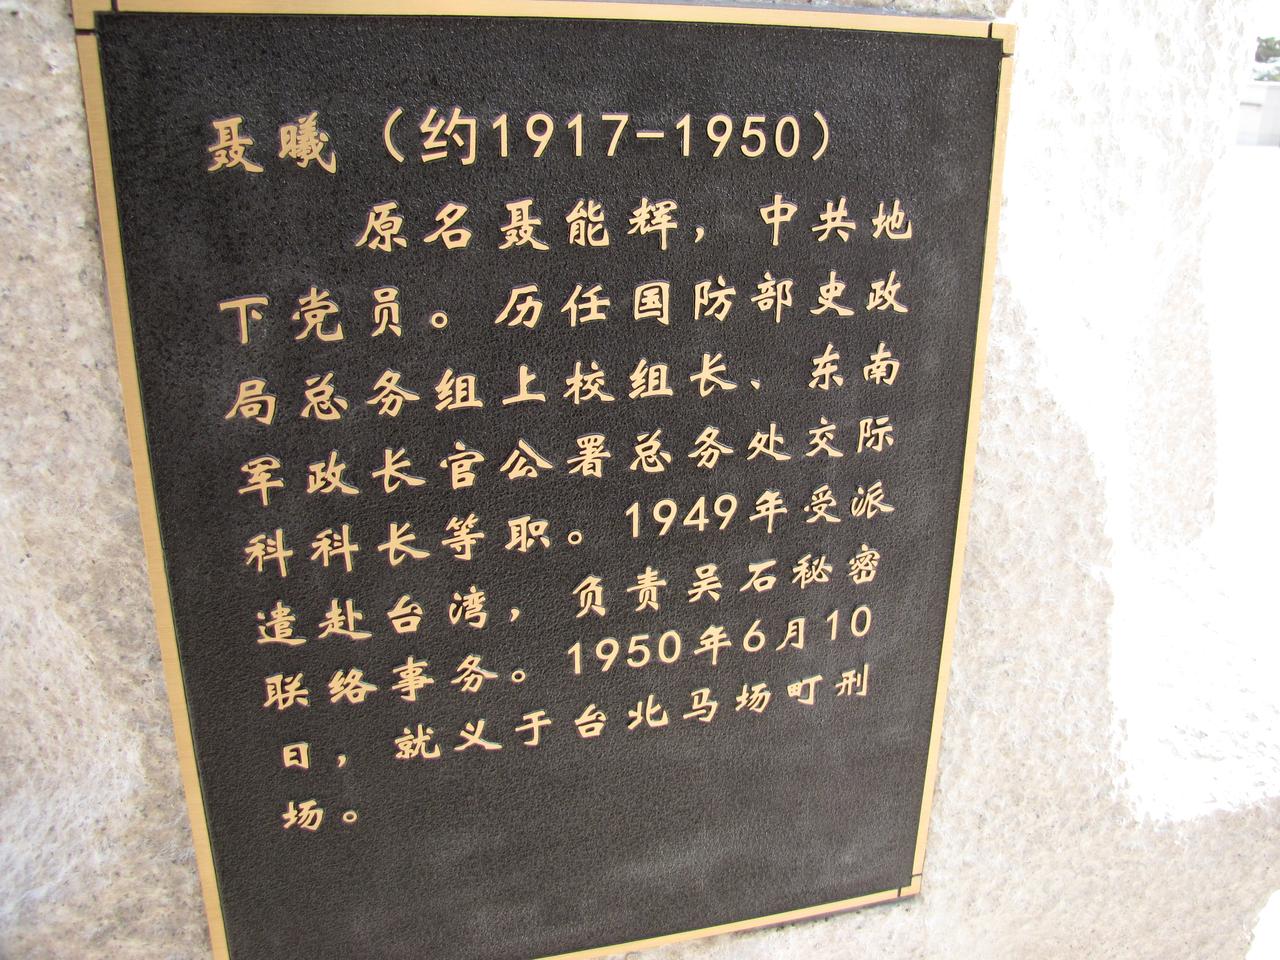 聂曦（约1917-1950）
原名聂能辉，中共地
下党员。历任国防部史政
局总务组上校组长、东南
军政长官公署总务处交际
科科长等职。1949年受派
遣赴台湾，负责吴石秘密
联络事务。1950年6月10
日，就义于台北马场町刑
场。